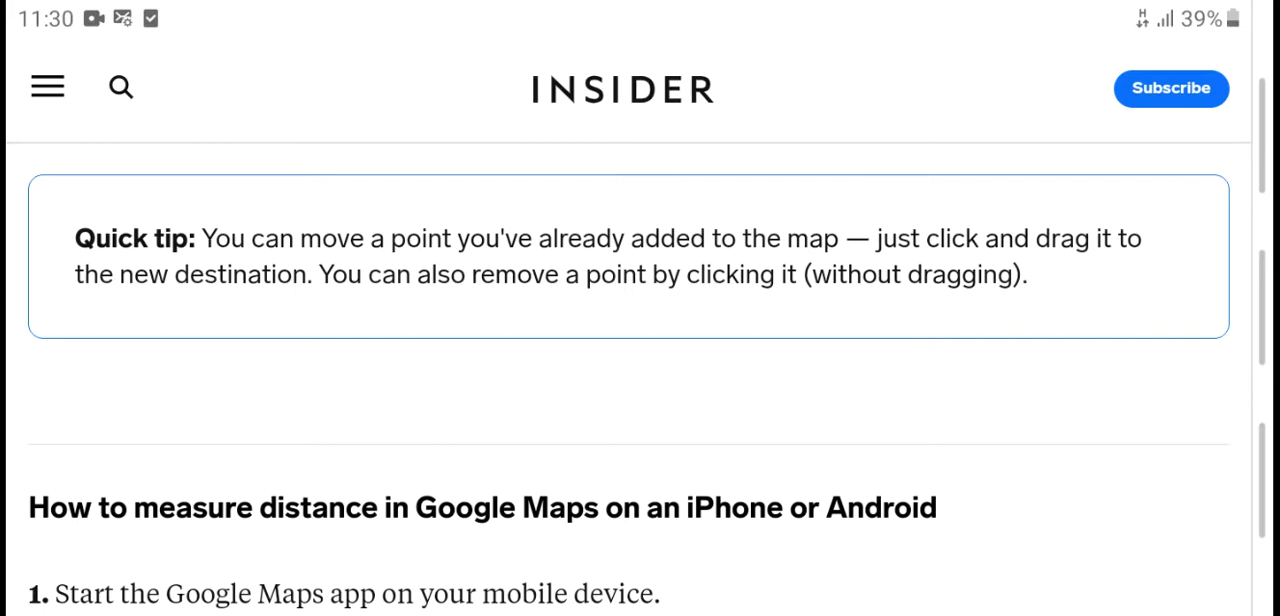 11:30
H
39%
INSIDER
Subscribe
Quick tip: You can move a point you've already added to the map — just click and drag it to
the new destination. You can also remove a point by clicking it (without dragging).
How to measure distance in Google Maps on an iPhone or Android
1. Start the Google Maps app on your mobile device.